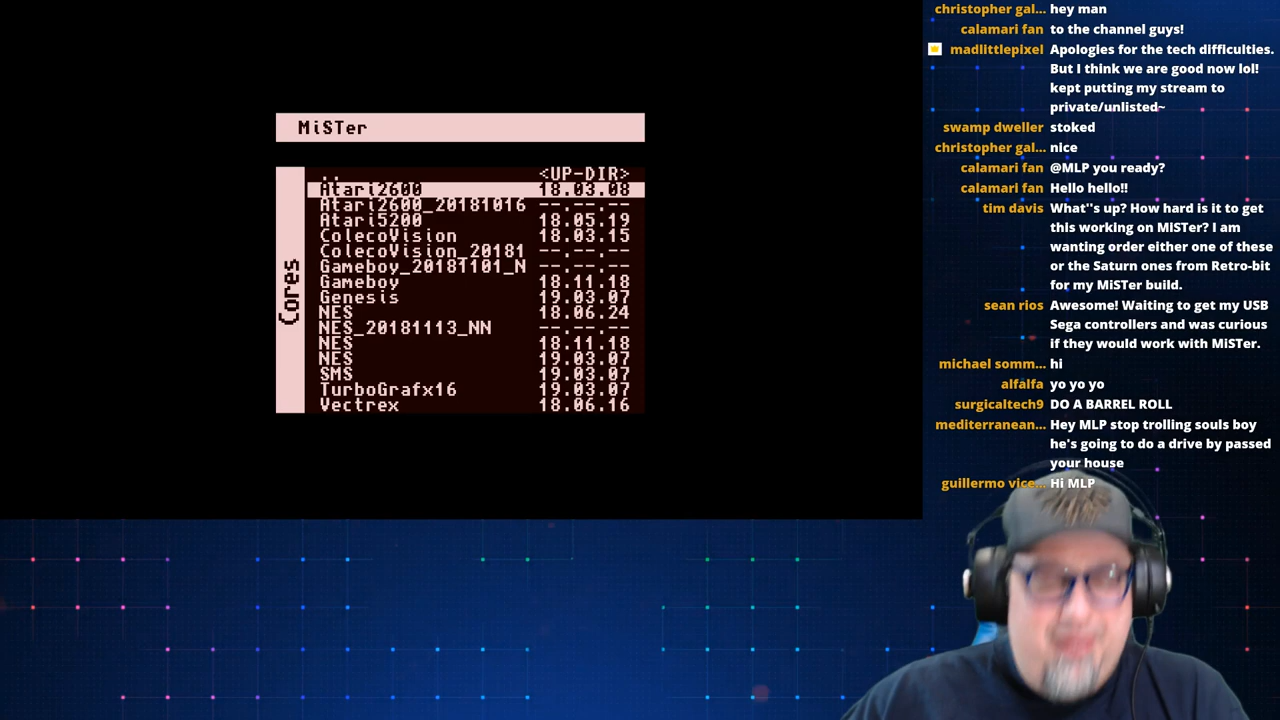 MiSTer
Cores
.. <UP-DIR>
Atari2600 18.03.08
Atari2600_20181016 --.--.--
Atari5200 18.05.19
ColecoVision 18.03.15
ColecoVision_20181 --.--.--
Gameboy_20181101_N --.--.--
Gameboy 18.11.18
Genesis 19.03.07
NES 18.06.24
NES_20181113_NN --.--.--
NES 18.11.18
NES 19.03.07
SMS 19.03.07
TurboGrafx16 19.03.07
Vectrex 18.06.16
christopher gal... hey man
calamari fan to the channel guys!
madlittlepixel Apologies for the tech difficulties.
But I think we are good now lol!
kept putting my stream to
private/unlisted~
swamp dweller stoked
christopher gal... nice
calamari fan @MLP you ready?
calamari fan Hello hello!!
tim davis What''s up? How hard is it to get
this working on MiSTer? I am
wanting order either one of these
or the Saturn ones from Retro-bit
for my MiSTer build.
sean rios Awesome! Waiting to get my USB
Sega controllers and was curious
if they would work with MiSTer.
michael somm... hi
alfalfa yo yo yo
surgicaltech9 DO A BARREL ROLL
mediterranean... Hey MLP stop trolling souls boy
he's going to do a drive by passed
your house
guillermo vice... Hi MLP